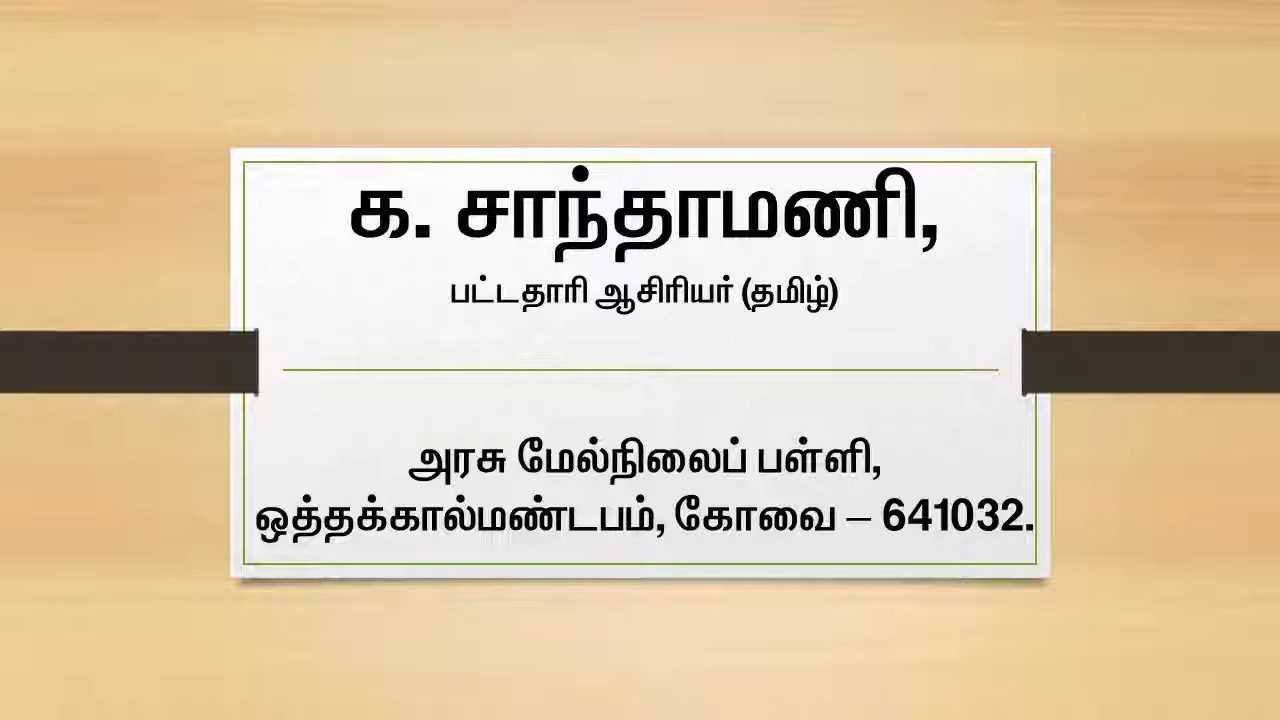 க. சாந்தாமணி,
பட்டதாரி ஆசிரியர் (தமிழ்)
அரசு மேல்நிலைப் பள்ளி,
ஒத்தக்கால்மண்டபம், கோவை – 641032.